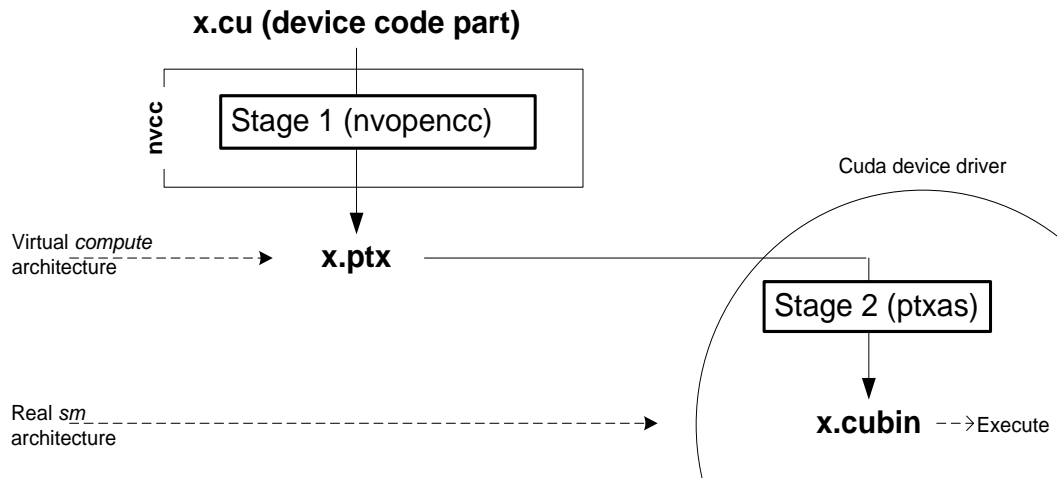 x.cu (device code part)
nvcc
Stage 1 (nvopencc)
Cuda device driver
Virtual compute
architecture
x.ptx
Stage 2 (ptxas)
Real sm
architecture
x.cubin
Execute